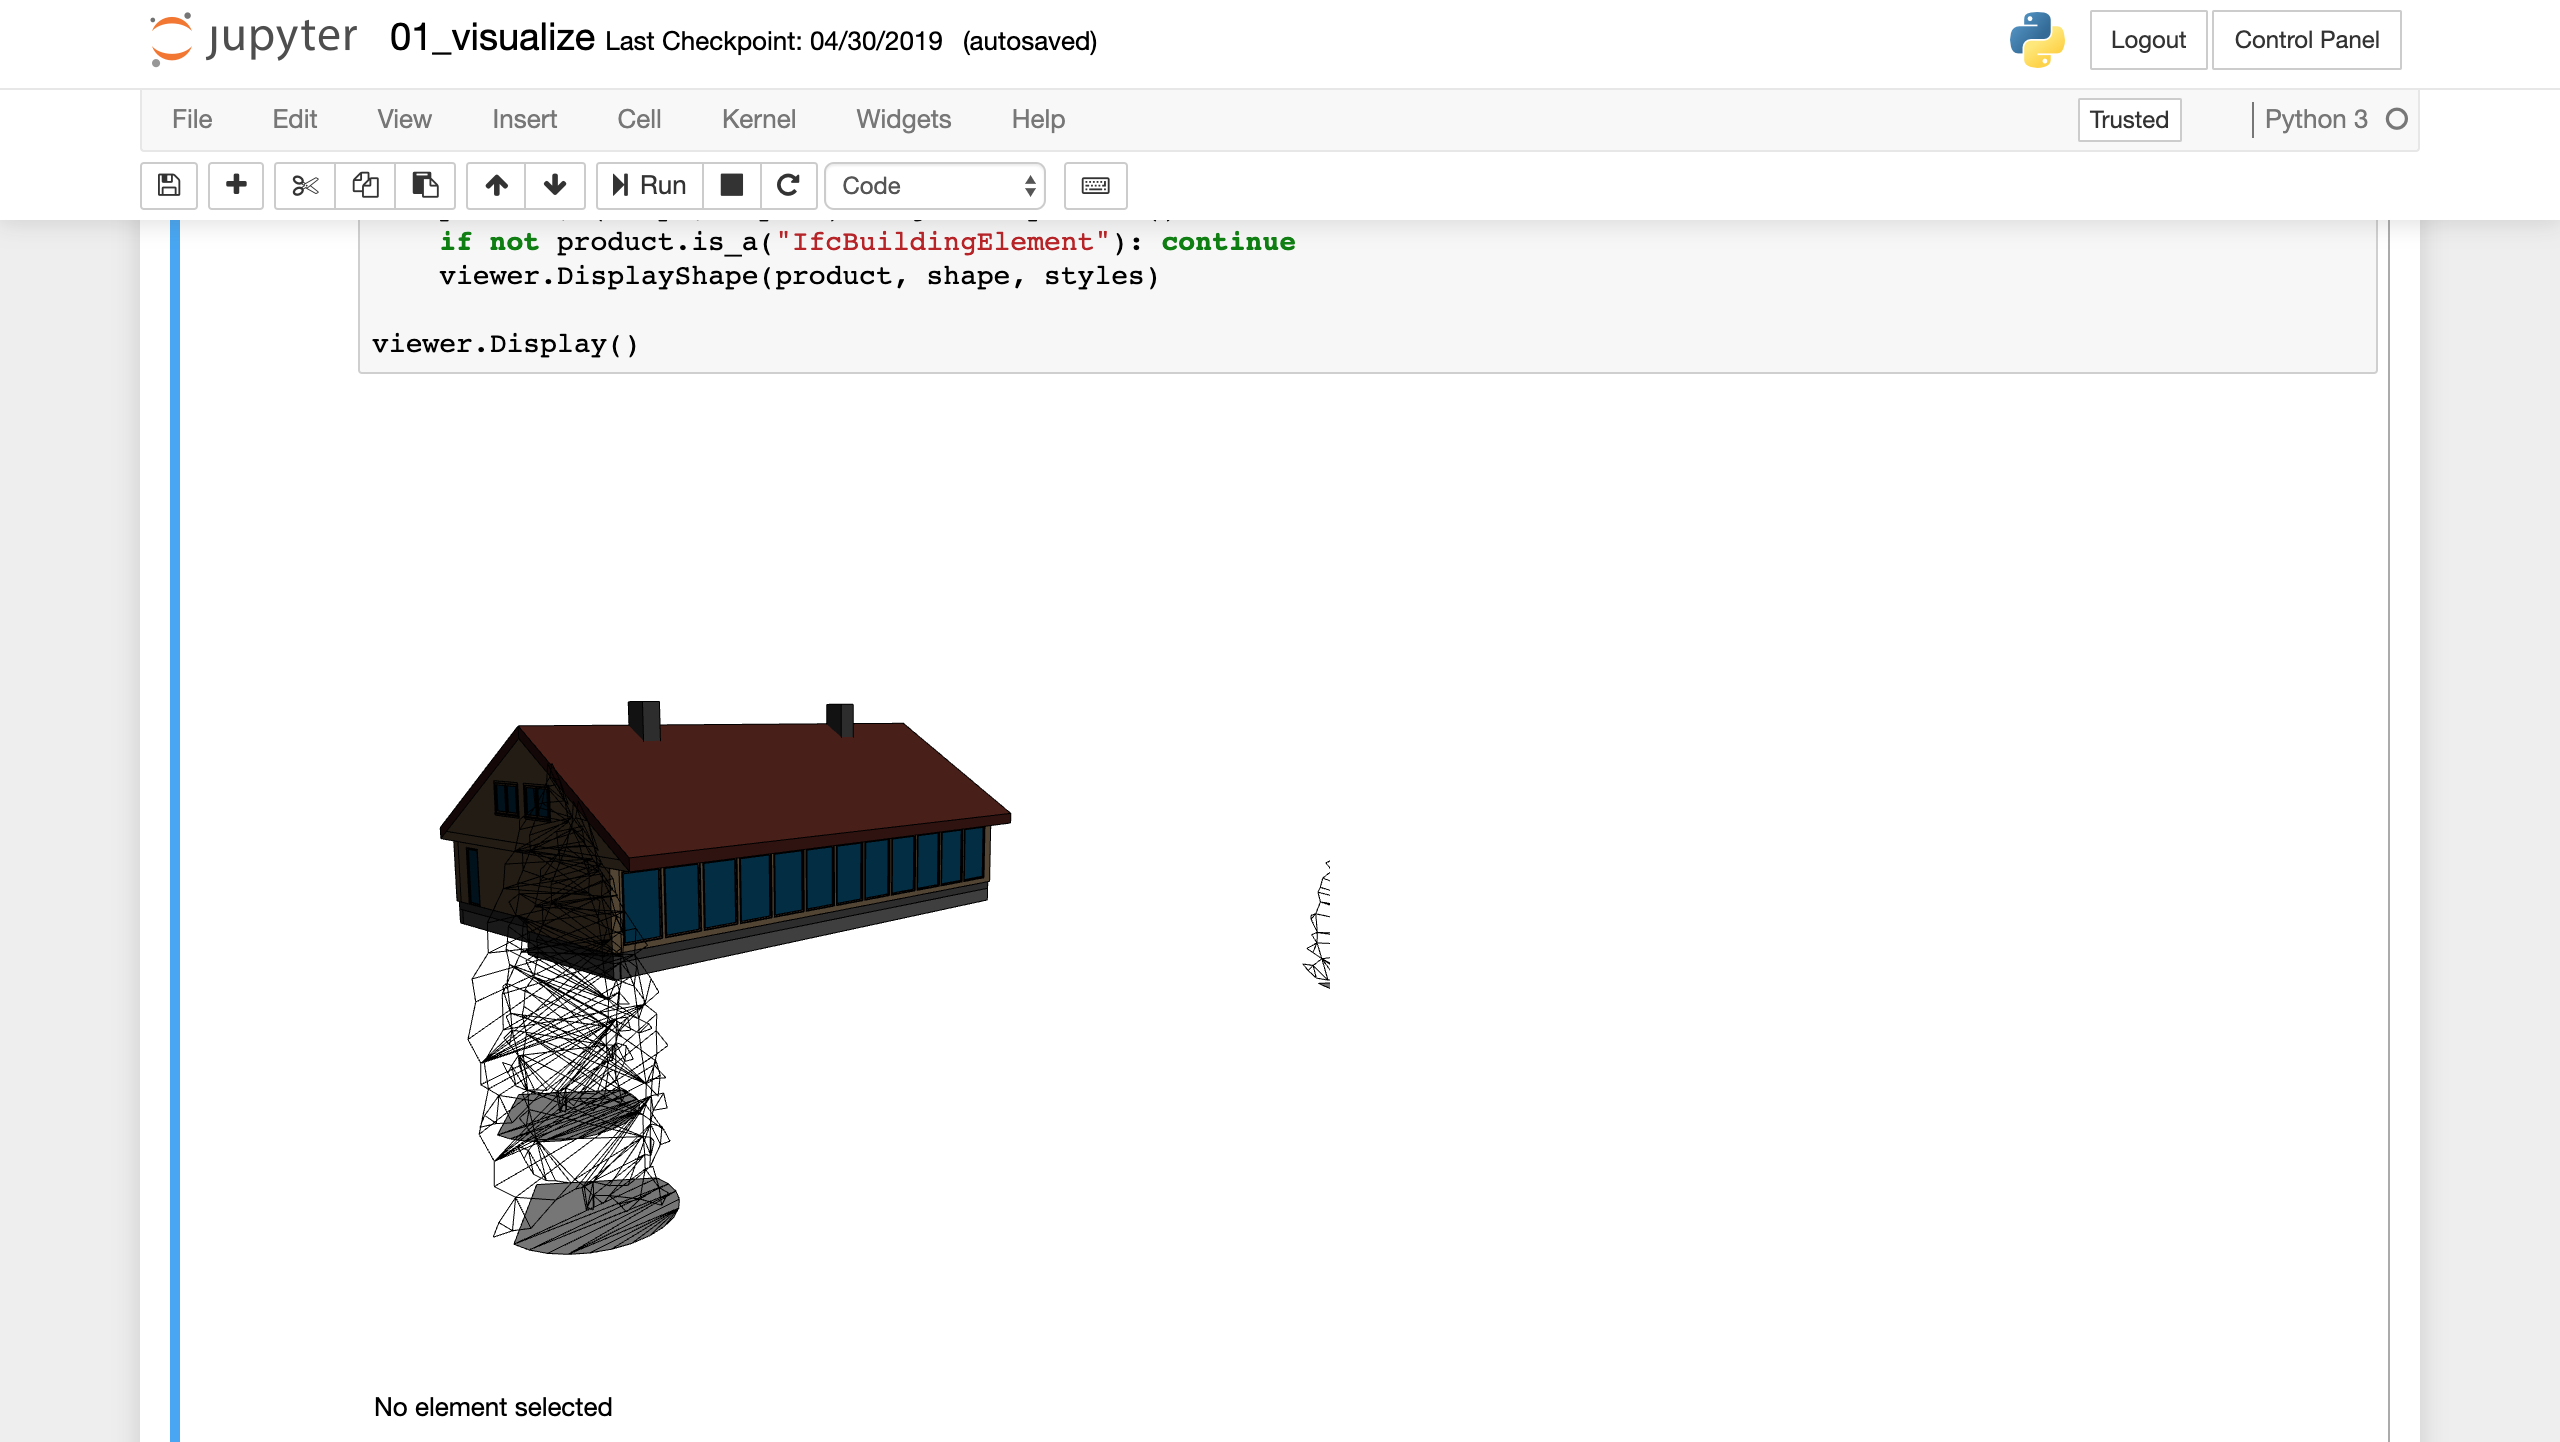 jupyter 01_visualize Last Checkpoint: 04/30/2019 (autosaved) Logout Control Panel
File Edit View Insert Cell Kernel Widgets Help Trusted Python 3
Run Code
if not product.is_a("IfcBuildingElement"): continue
viewer.DisplayShape(product, shape, styles)
viewer.Display()
No element selected